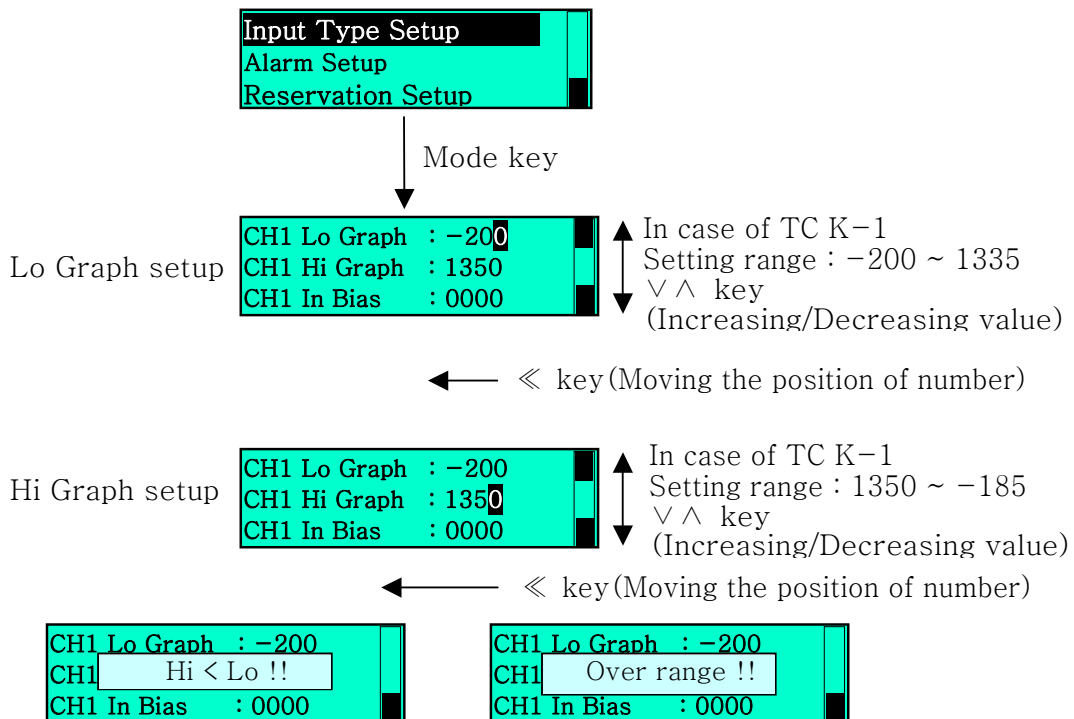 Input Type Setup
Alarm Setup
Reservation Setup
Mode key
Lo Graph setup
CH1 Lo Graph : −200
CH1 Hi Graph : 1350
CH1 In Bias : 0000
In case of TC K−1
Setting range : −200 ~ 1335
∨∧ key
(Increasing/Decreasing value)
≪ key(Moving the position of number)
Hi Graph setup
CH1 Lo Graph : −200
CH1 Hi Graph : 1350
CH1 In Bias : 0000
In case of TC K−1
Setting range : 1350 ~ −185
∨∧ key
(Increasing/Decreasing value)
≪ key(Moving the position of number)
CH1 Lo Graph : −200
CH1 Hi < Lo !!
CH1 In Bias : 0000
CH1 Lo Graph : −200
CH1 Over range !!
CH1 In Bias : 0000